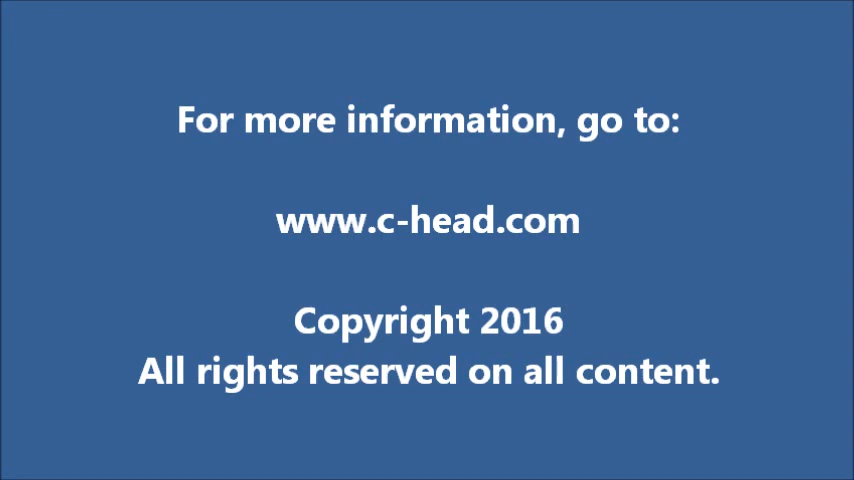 For more information, go to:
www.c-head.com
Copyright 2016
All rights reserved on all content.